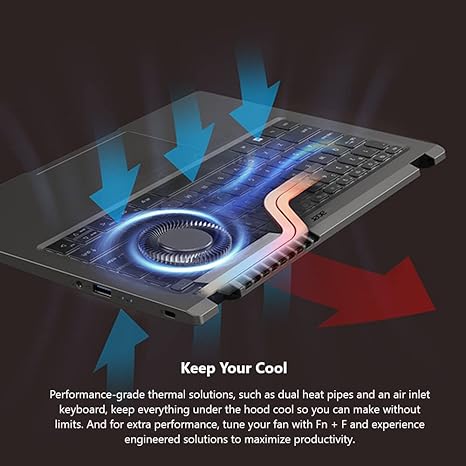 acer
Keep Your Cool
Performance-grade thermal solutions, such as dual heat pipes and an air inlet
keyboard, keep everything under the hood cool so you can make without
limits. And for extra performance, tune your fan with Fn + F and experience
engineered solutions to maximize productivity.